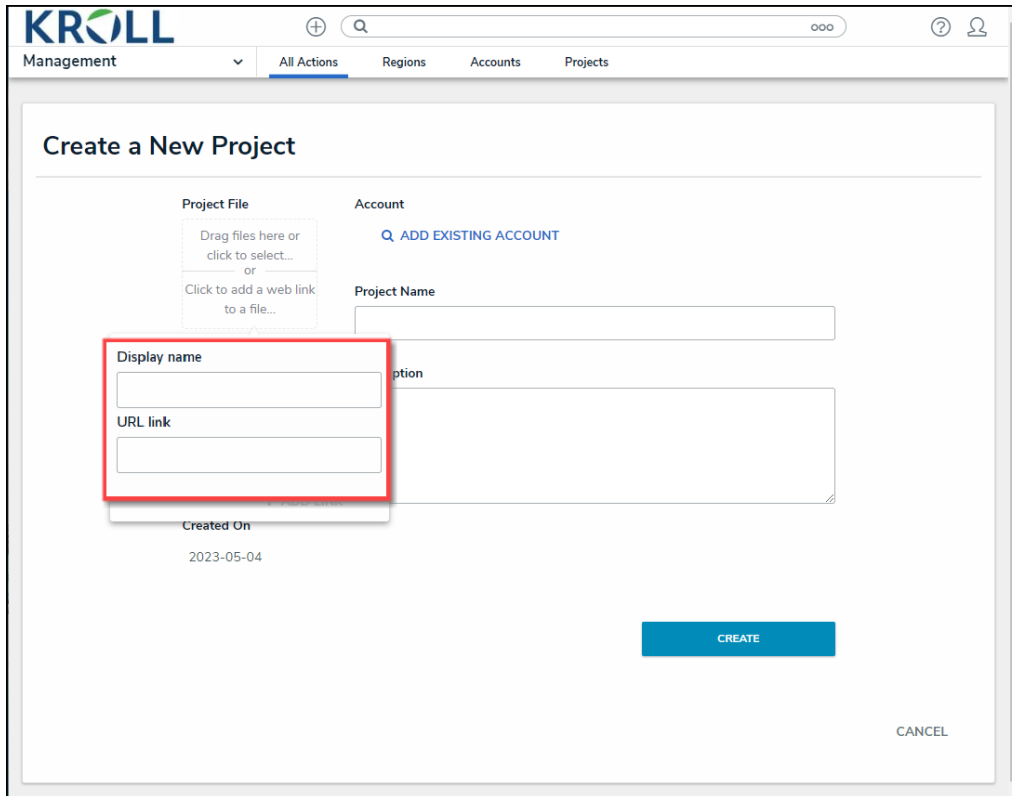 KROLL
Management
All Actions
Regions
Accounts
Projects
Create a New Project
Project File
Account
Drag files here or
click to select...
or
Click to add a web link
to a file...
ADD EXISTING ACCOUNT
Project Name
Display name
URL link
ption
ADD LINK
Created On
2023-05-04
CREATE
CANCEL